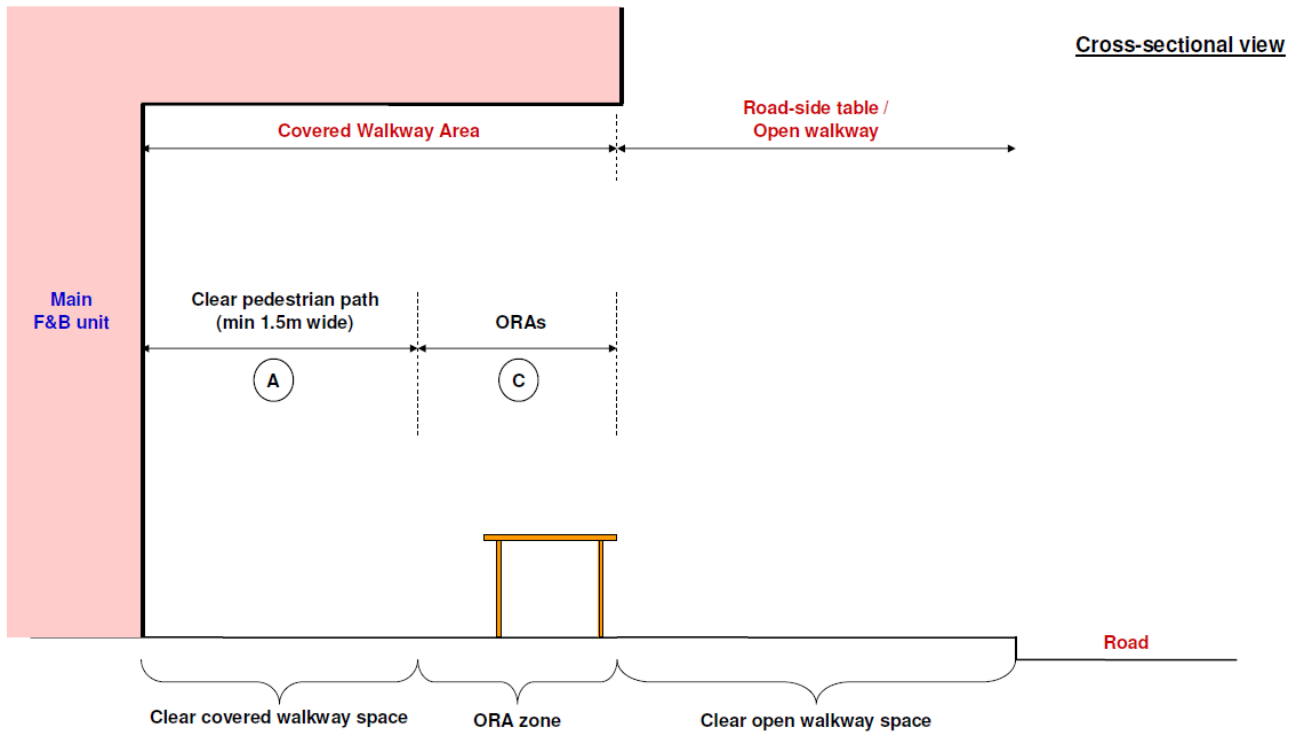 Cross-sectional view
Road-side table /
Open walkway
Covered Walkway Area
Main
F&B unit
Clear pedestrian path
(min 1.5m wide)
ORAs
A
C
Road
Clear covered walkway space
ORA zone
Clear open walkway space